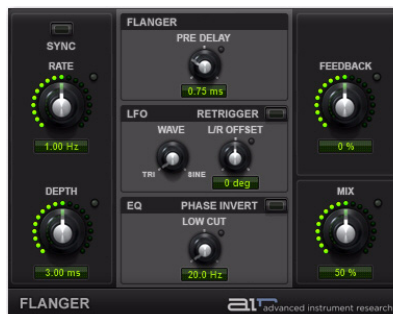 SYNC
RATE
1.00 Hz
DEPTH
3.00 ms
FLANGER
PRE DELAY
0.75 ms
LFO RETRIGGER
WAVE L/R OFFSET
TRI SINE
0 deg
EQ PHASE INVERT
LOW CUT
20.0 Hz
FEEDBACK
0 %
MIX
50 %
FLANGER
air advanced instrument research